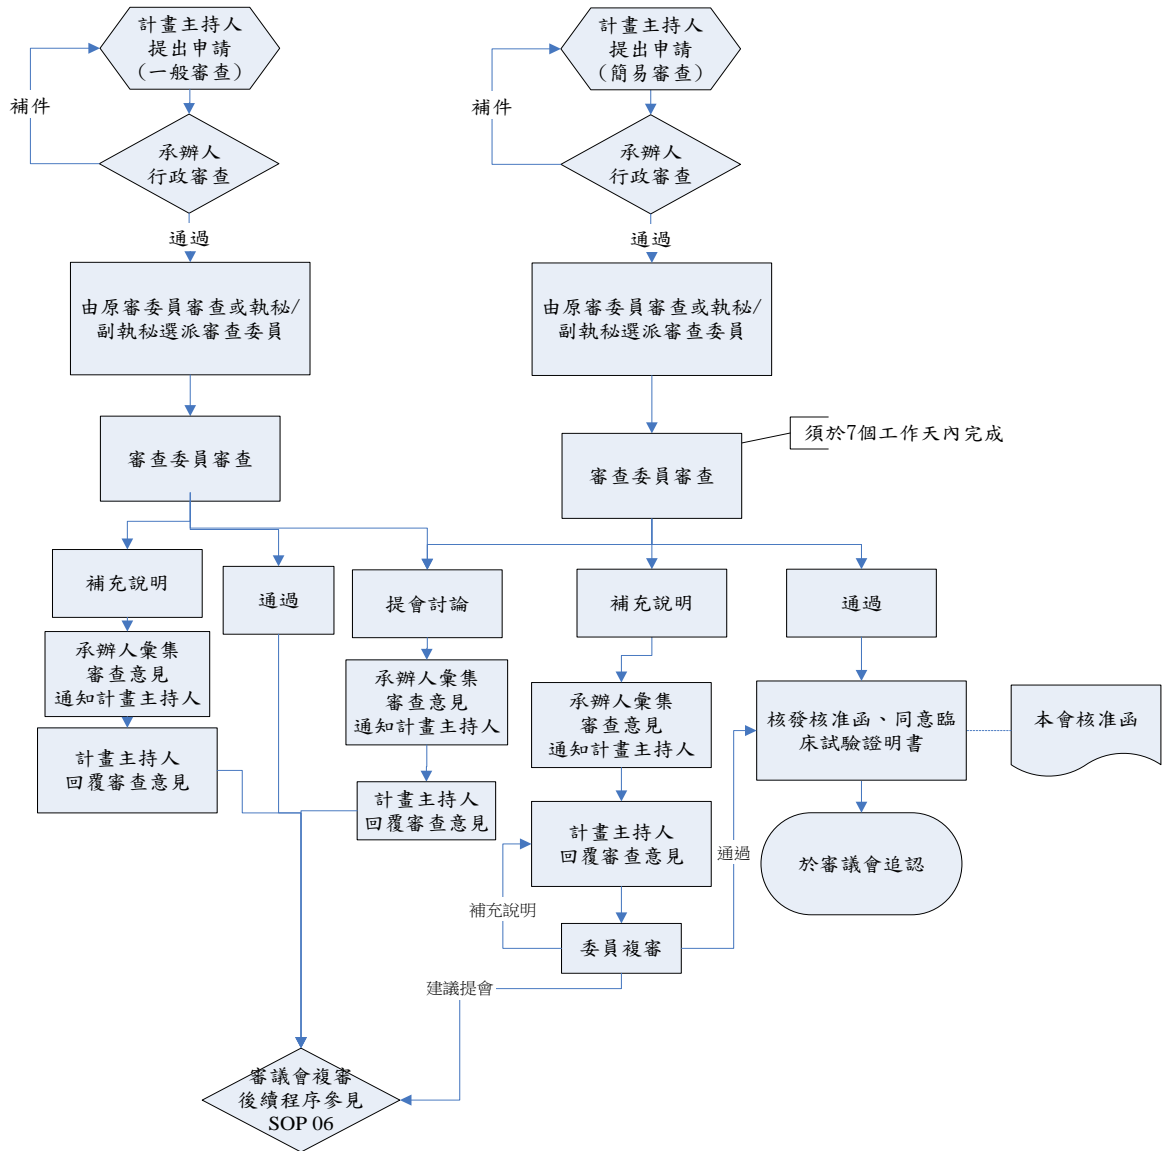 計畫主持人
提出申請
（一般審查）
補件
承辦人
行政審查
通過
由原審委員審查或執秘/
副執秘選派審查委員
審查委員審查
補充說明
承辦人彙集
審查意見
通知計畫主持人
計畫主持人
回覆審查意見
通過
提會討論
承辦人彙集
審查意見
通知計畫主持人
計畫主持人
回覆審查意見
計畫主持人
提出申請
（簡易審查）
補件
承辦人
行政審查
通過
由原審委員審查或執秘/
副執秘選派審查委員
審查委員審查
須於7個工作天內完成
補充說明
承辦人彙集
審查意見
通知計畫主持人
計畫主持人
回覆審查意見
補充說明
委員複審
通過
建議提會
通過
核發核准函、同意臨
床試驗證明書
本會核准函
於審議會追認
審議會複審
後續程序參見
SOP 06